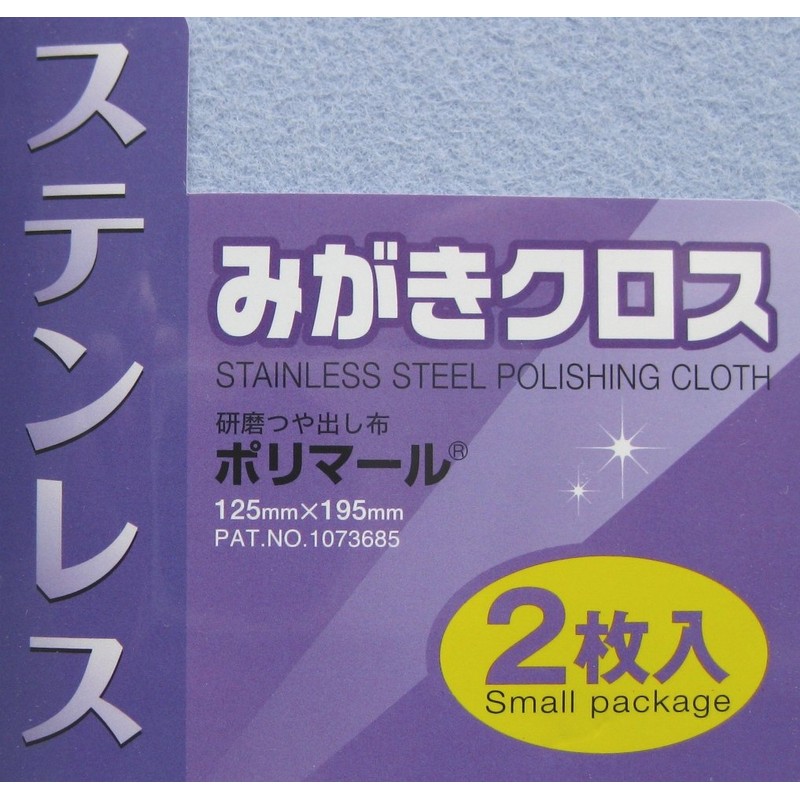 ステンレス
みがきクロス
STAINLESS STEEL POLISHING CLOTH
研磨つや出し布
ポリマール®
125mm×195mm
PAT.NO.1073685
2枚入
Small package